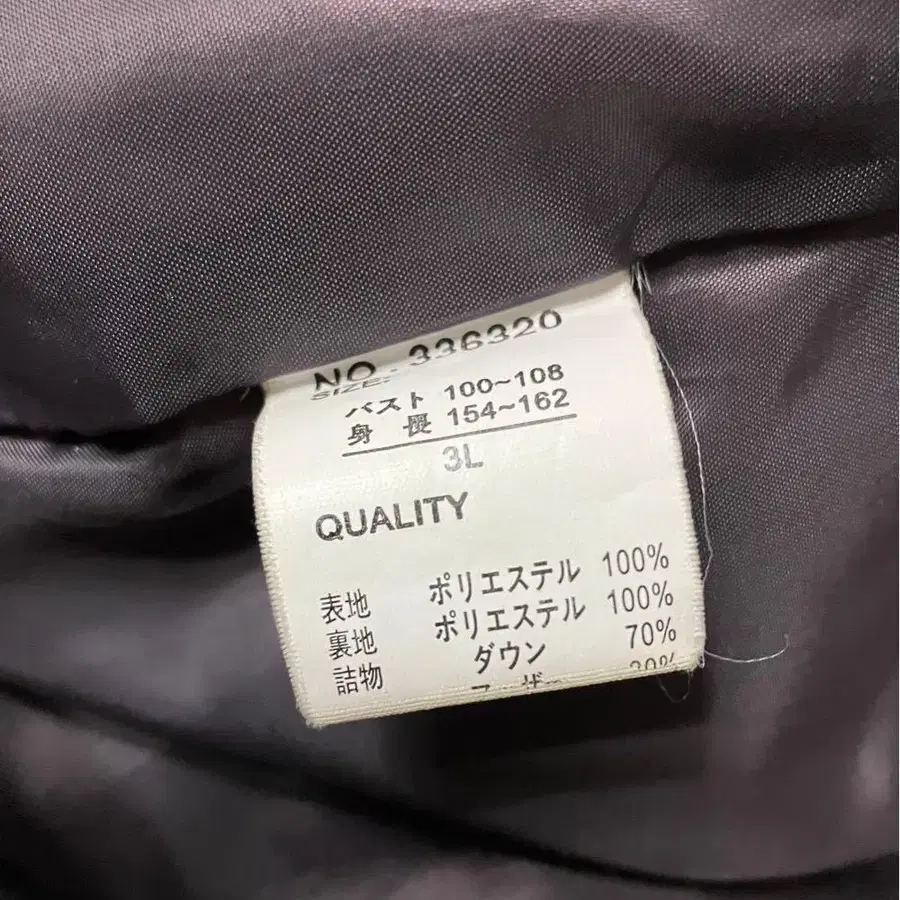 NO. 336320
SIZE:
バスト 100~108
身 長 154~162
3L
QUALITY
表地 ポリエステル 100%
裏地 ポリエステル 100%
詰物 ダウン 70%